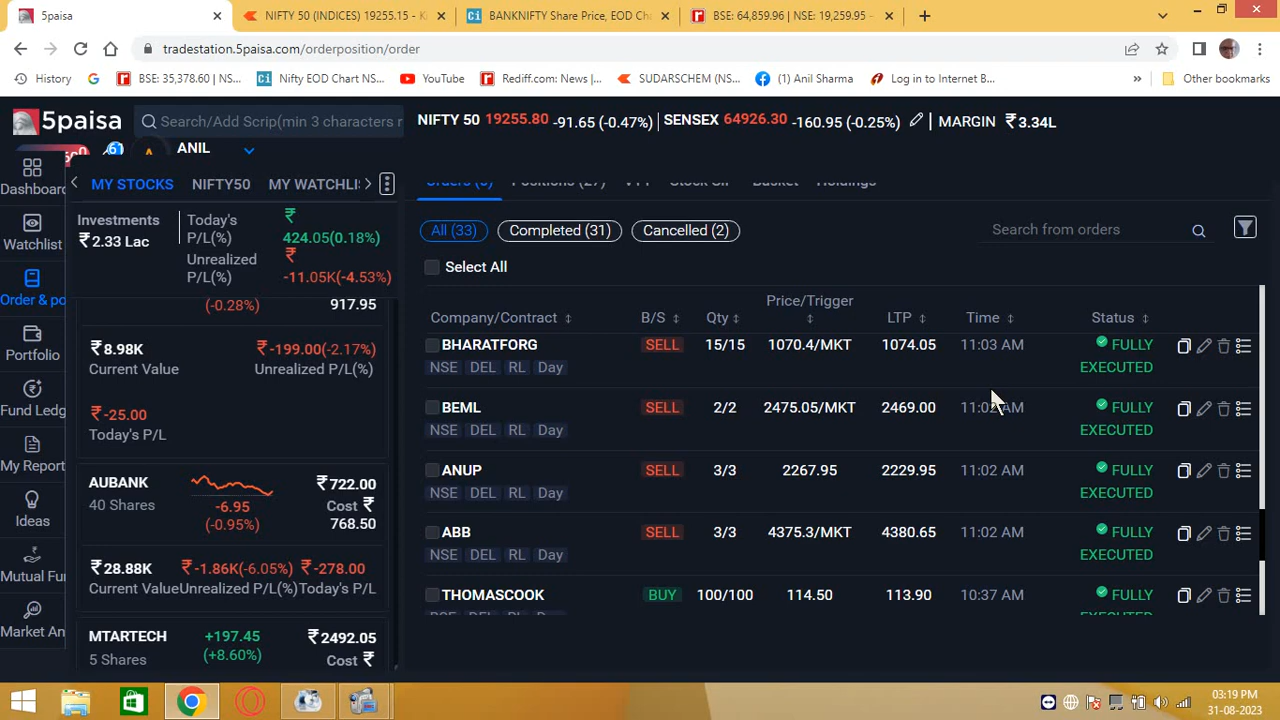 5paisa
NIFTY 50 (INDICES) 19255.15 - K
BANKNIFTY Share Price, EOD Ch
BSE: 64,859.96 | NSE: 19,259.95 -
tradestation.5paisa.com/orderposition/order
History
G
BSE: 35,378.60 | NS...
Nifty EOD Chart NS...
YouTube
Rediff.com: News |...
SUDARSCHEM (NS...
(1) Anil Sharma
Log in to Internet B...
»
Other bookmarks
5paisa
Search/Add Scrip(min 3 characters r
NIFTY 50 19255.80 -91.65 (-0.47%)
SENSEX 64926.30 -160.95 (-0.25%)
MARGIN ₹3.34L
61
ANIL
Dashboard
Watchlist
Order & po
Portfolio
Fund Ledg
My Report
Ideas
Mutual Fu
Market An
MY STOCKS NIFTY50 MY WATCHLI
Investments
₹2.33 Lac
Today's
P/L(%)
₹
424.05(0.18%)
Unrealized
P/L(%)
₹
-11.05K(-4.53%)
(-0.28%) 917.95
₹8.98K ₹-199.00(-2.17%)
Current Value Unrealized P/L(%)
₹-25.00
Today's P/L
AUBANK
40 Shares
-6.95
(-0.95%)
₹722.00
Cost ₹
768.50
₹28.88K ₹-1.86K(-6.05%) ₹-278.00
Current Value Unrealized P/L(%) Today's P/L
MTARTECH +197.45 ₹2492.05
5 Shares (+8.60%) Cost ₹
All (33) Completed (31) Cancelled (2)
Search from orders
Select All
Company/Contract B/S Qty Price/Trigger LTP Time Status
BHARATFORG SELL 15/15 1070.4/MKT 1074.05 11:03 AM FULLY
NSE DEL RL Day EXECUTED
BEML SELL 2/2 2475.05/MKT 2469.00 AM FULLY
NSE DEL RL Day EXECUTED
ANUP SELL 3/3 2267.95 2229.95 11:02 AM FULLY
NSE DEL RL Day EXECUTED
ABB SELL 3/3 4375.3/MKT 4380.65 11:02 AM FULLY
NSE DEL RL Day EXECUTED
THOMASCOOK BUY 100/100 114.50 113.90 10:37 AM FULLY
03:19 PM
31-08-2023